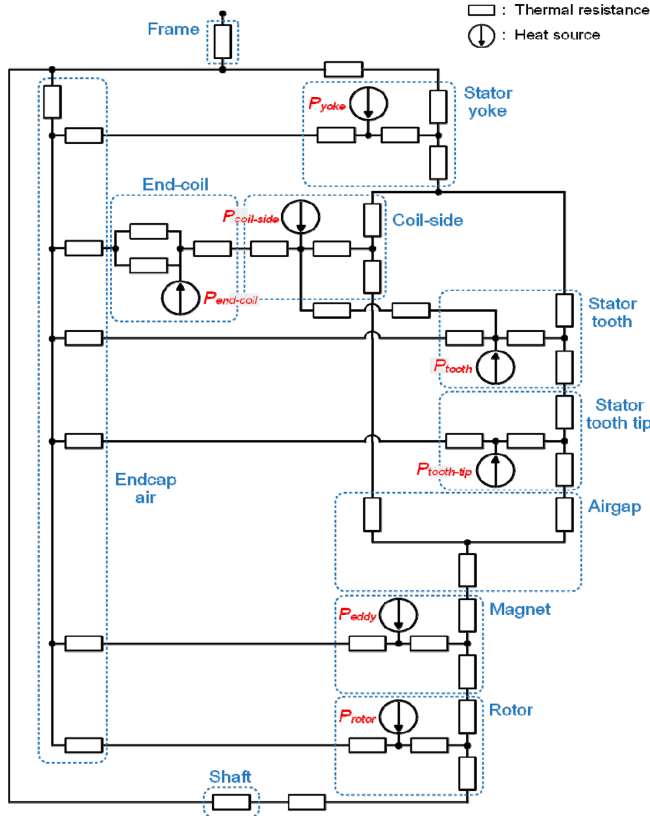 : Thermal resistance
: Heat source
Frame
Stator
yoke
Pyoke
End-coil
Pcoil-side
Coil-side
Pend-coil
Stator
tooth
Ptooth
Stator
tooth tip
Ptooth-tip
Endcap
air
Airgap
Magnet
Peddy
Rotor
Protor
Shaft